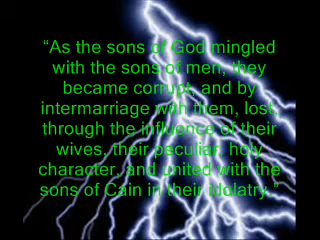 “As the sons of God mingled
with the sons of men, they
became corrupt, and by
intermarriage with them, lost,
through the influence of their
wives, their peculiar, holy
character, and united with the
sons of Cain in their idolatry.”